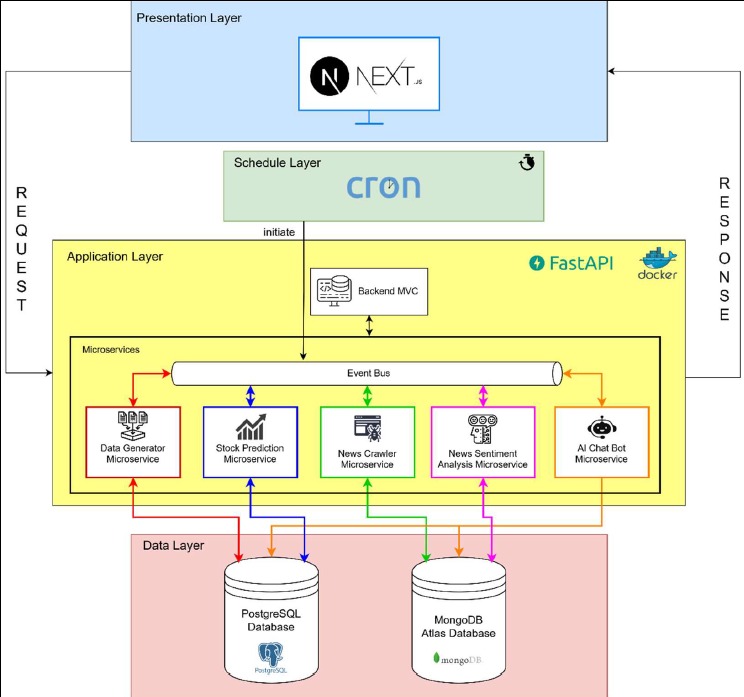 Presentation Layer
N NEXT.JS
Schedule Layer
cron
initiate
REQUEST
RESPONSE
Application Layer
FastAPI
docker
Backend MVC
Microservices
Event Bus
Data Generator
Microservice
Stock Prediction
Microservice
News Crawler
Microservice
News Sentiment
Analysis Microservice
AI Chat Bot
Microservice
Data Layer
PostgreSQL
Database
PostgreSQL
MongoDB
Atlas Database
mongoDB